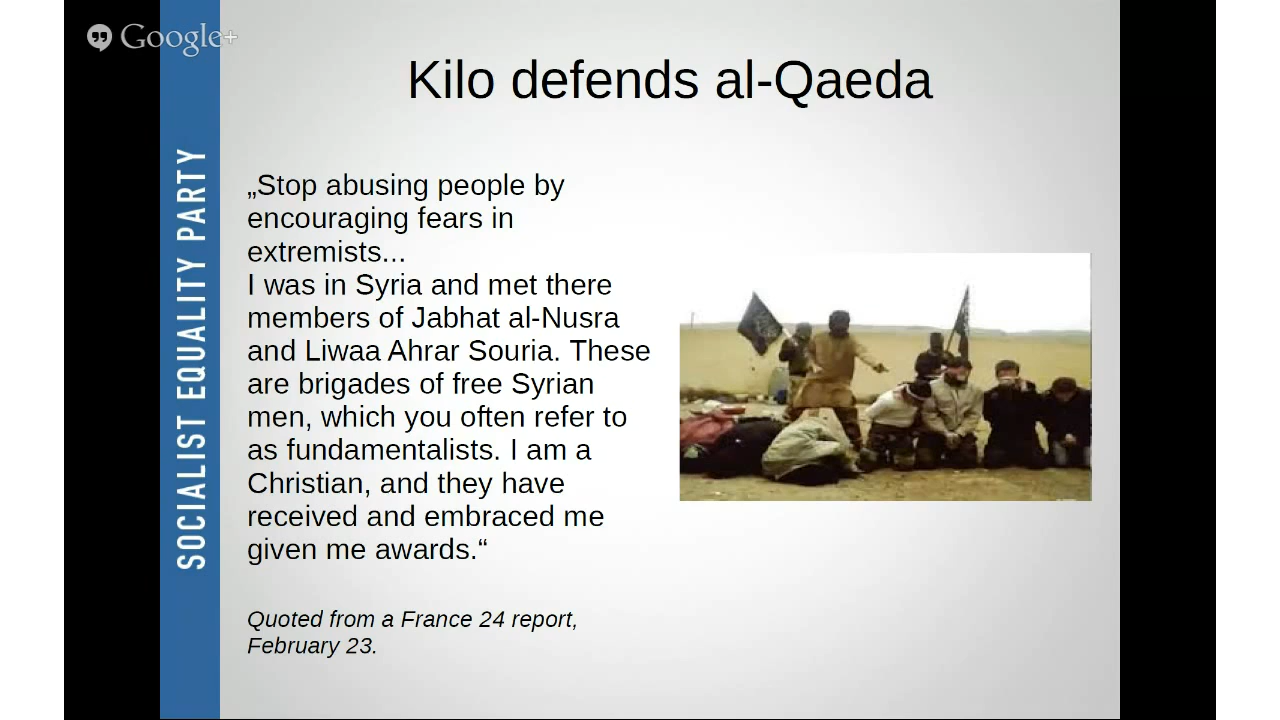 Google+
Kilo defends al-Qaeda
SOCIALIST EQUALITY PARTY
„Stop abusing people by
encouraging fears in
extremists...
I was in Syria and met there
members of Jabhat al-Nusra
and Liwaa Ahrar Souria. These
are brigades of free Syrian
men, which you often refer to
as fundamentalists. I am a
Christian, and they have
received and embraced me
given me awards.“
Quoted from a France 24 report,
February 23.